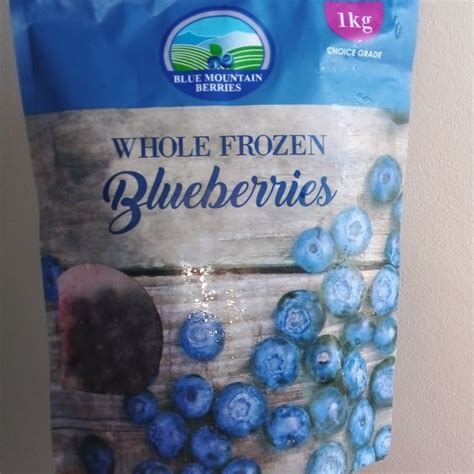 1kg
CHOICE GRADE
BLUE MOUNTAIN
BERRIES
WHOLE FROZEN
Blueberries